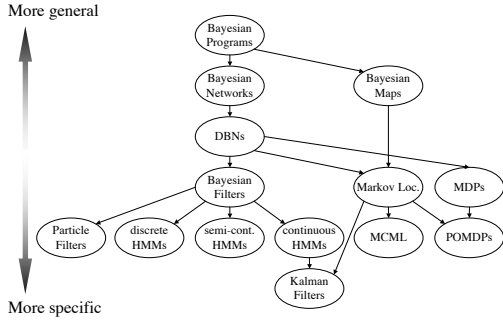 More general
Bayesian
Programs
Bayesian
Networks
Bayesian
Maps
DBNs
Bayesian
Filters
Markov Loc.
MDPs
Particle
Filters
discrete
HMMs
semi-cont.
HMMs
continuous
HMMs
MCML
POMDPs
Kalman
Filters
More specific